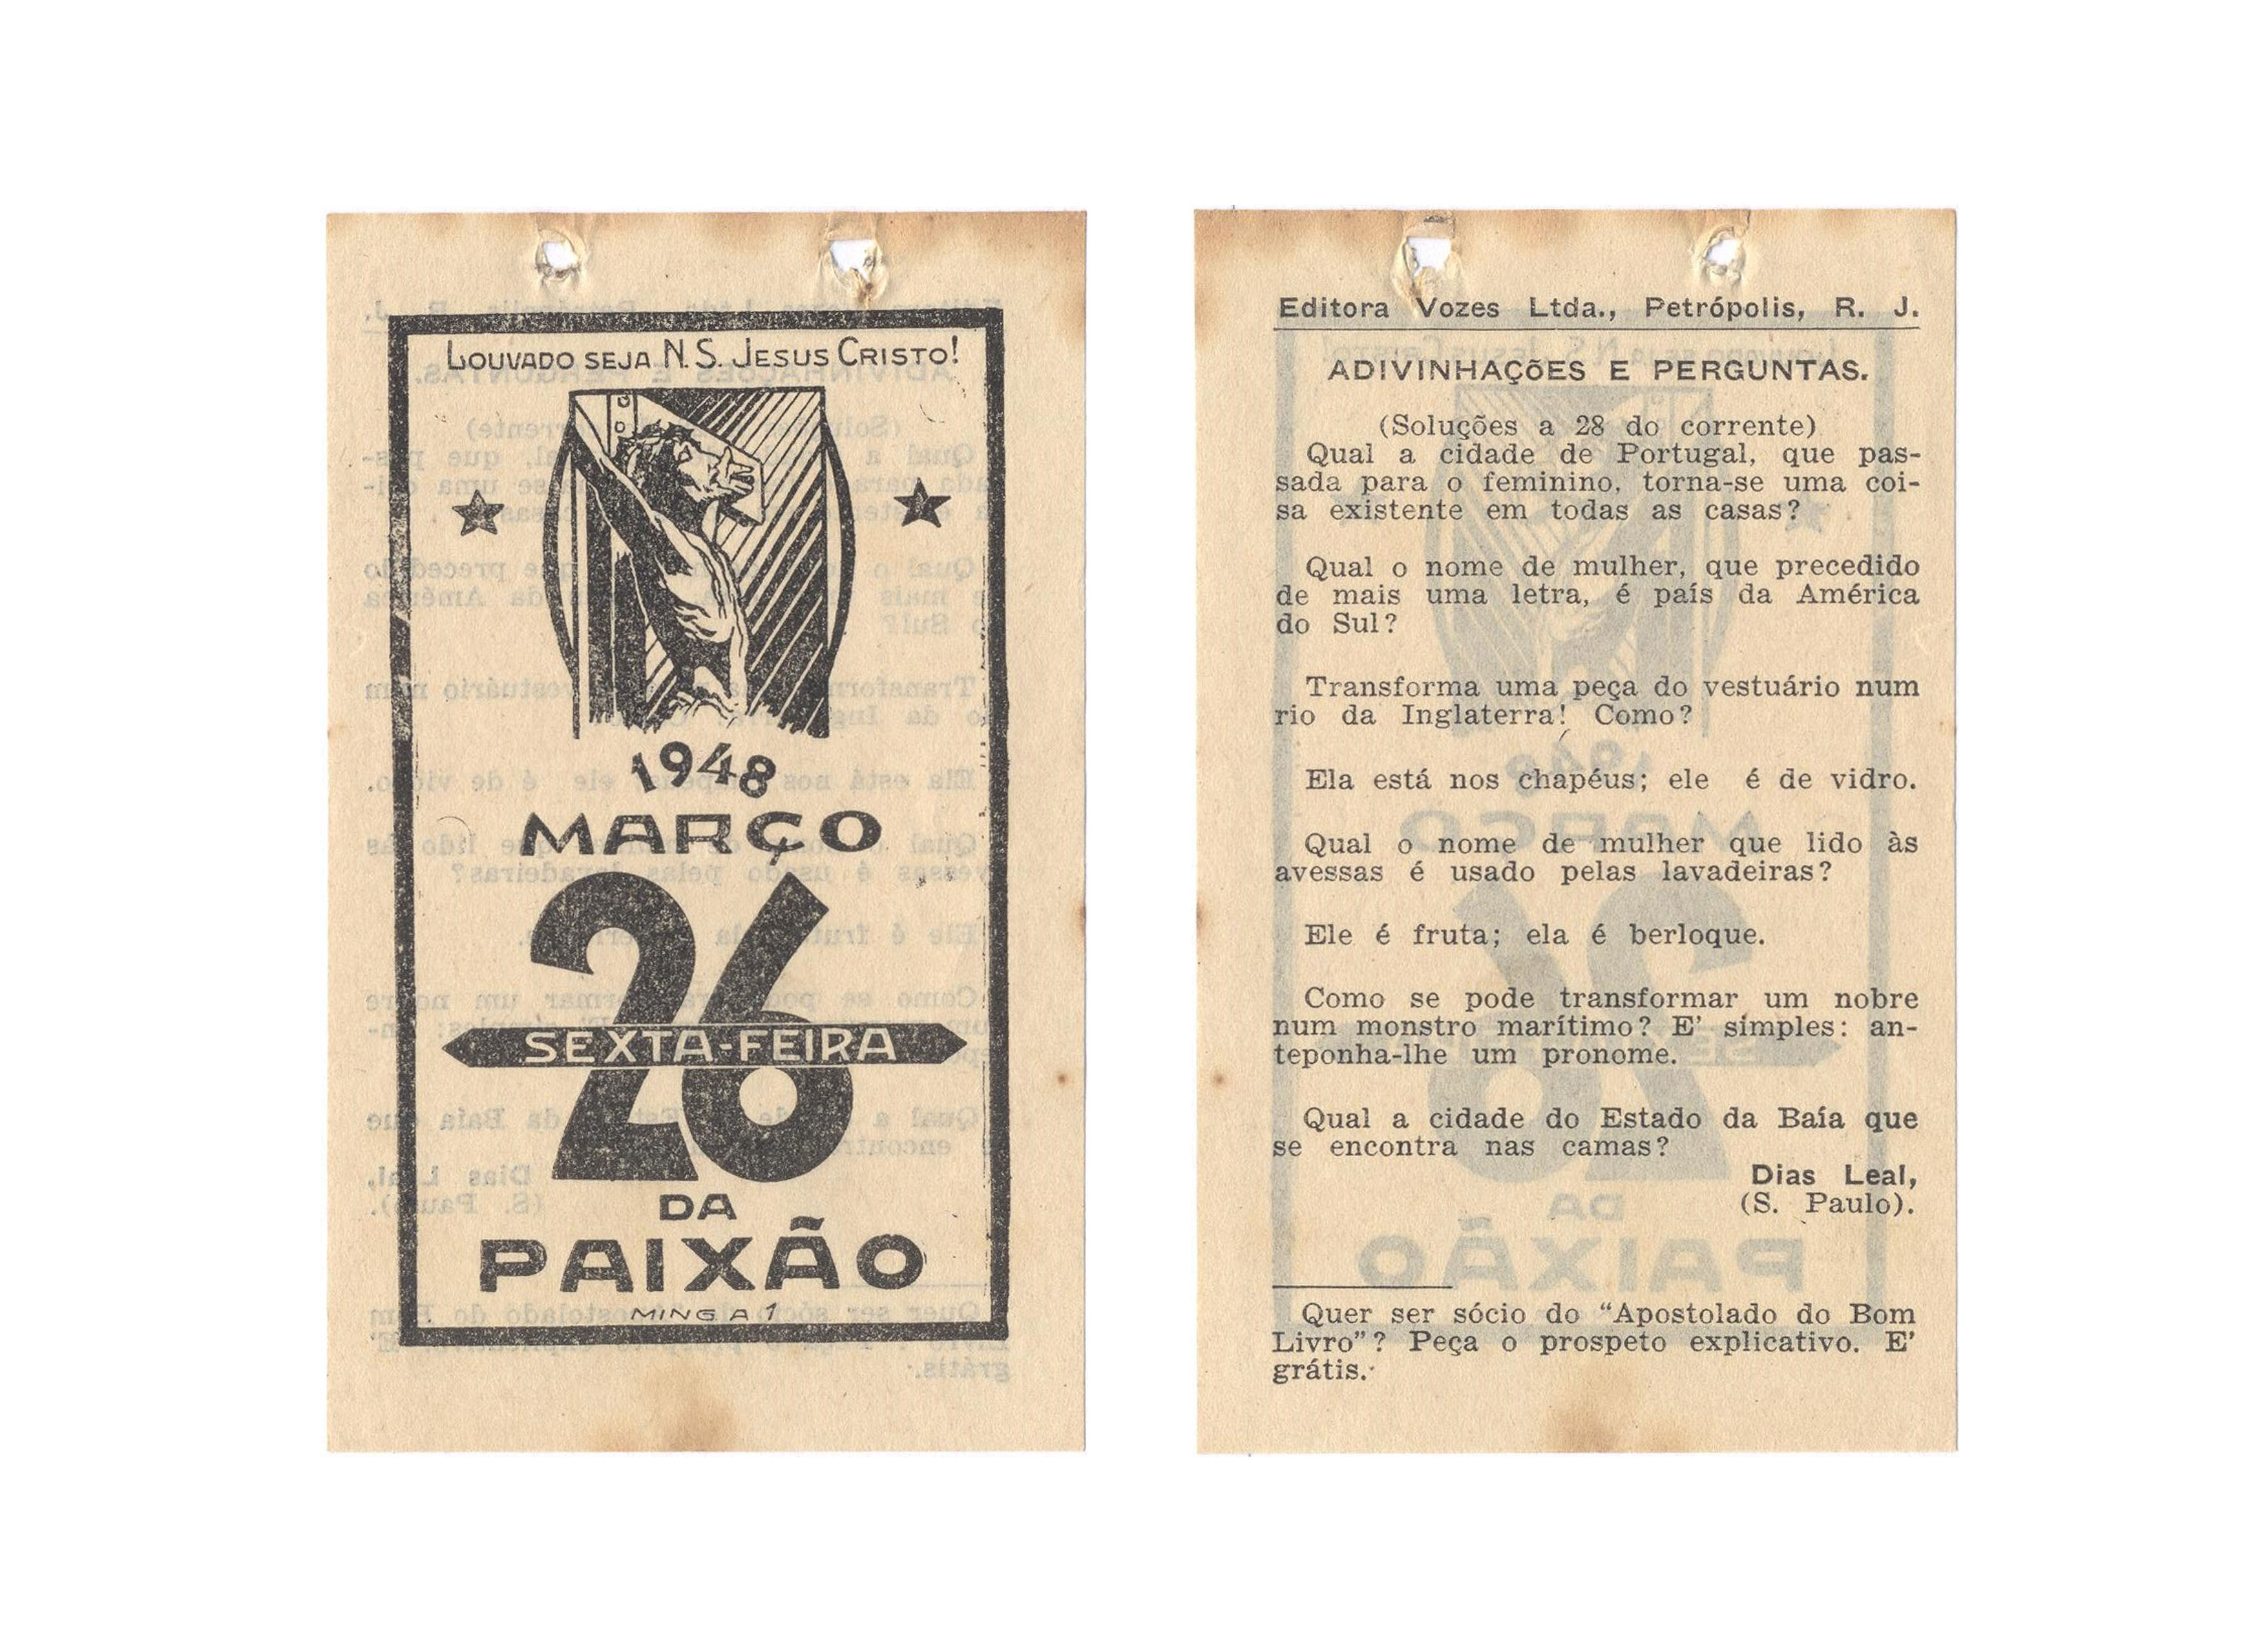 LOUVADO SEJA N. S. JESUS CRISTO!
1948
MARÇO
26
SEXTA-FEIRA
DA
PAIXÃO
MING A 1
Editora Vozes Ltda., Petrópolis, R. J.
ADIVINHAÇõES E PERGUNTAS.
(Soluções a 28 do corrente)
Qual a cidade de Portugal, que pas-
sada para o feminino, torna-se uma coi-
sa existente em todas as casas?
Qual o nome de mulher, que precedido
de mais uma letra, é país da América
do Sul?
Transforma uma peça do vestuário num
rio da Inglaterra! Como?
Ela está nos chapéus; ele é de vidro.
Qual o nome de mulher que lido às
avessas é usado pelas lavadeiras?
Ele é fruta; ela é berloque.
Como se pode transformar um nobre
num monstro marítimo? E' símples: an-
teponha-lhe um pronome.
Qual a cidade do Estado da Baía que
se encontra nas camas?
Dias Leal,
(S. Paulo).
Quer ser sócio do “Apostolado do Bom
Livro”? Peça o prospeto explicativo. E'
grátis.